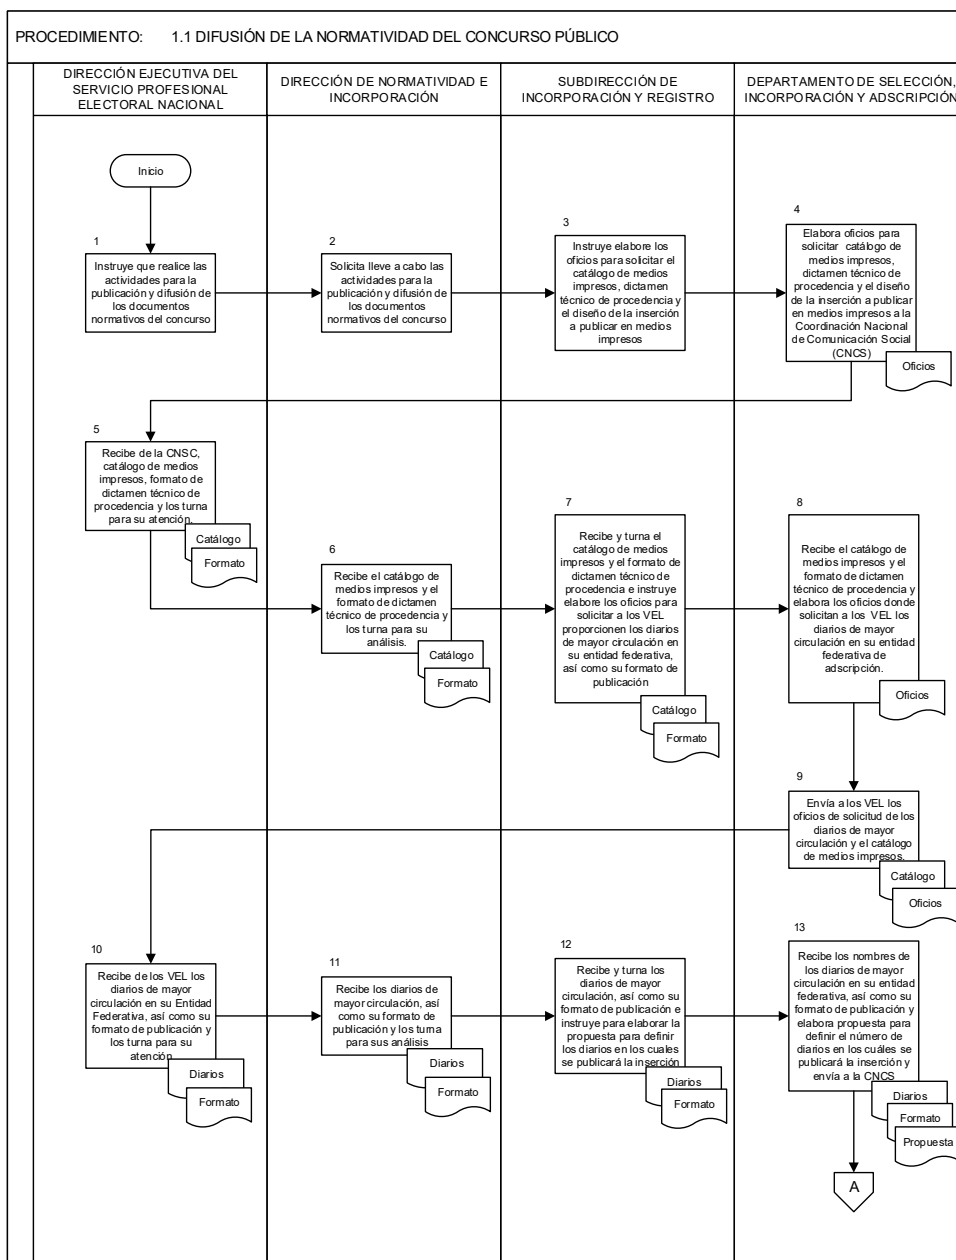 PROCEDIMIENTO: 1.1 DIFUSIÓN DE LA NORMATIVIDAD DEL CONCURSO PÚBLICO
DIRECCIÓN EJECUTIVA DEL
SERVICIO PROFESIONAL
ELECTORAL NACIONAL
DIRECCIÓN DE NORMATIVIDAD E
INCORPORACIÓN
SUBDIRECCIÓN DE
INCORPORACIÓN Y REGISTRO
DEPARTAMENTO DE SELECCIÓN,
INCORPORACIÓN Y ADSCRIPCIÓN
Inicio
1
Instruye que realice las
actividades para la
publicación y difusión de
los documentos
normativos del concurso
2
Solicita lleve a cabo las
actividades para la
publicación y difusión de
los documentos
normativos del concurso
3
Instruye elabore los
oficios para solicitar el
catálogo de medios
impresos, dictamen
técnico de procedencia y
el diseño de la inserción
a publicar en medios
impresos
4
Elabora oficios para
solicitar catálogo de
medios impresos,
dictamen técnico de
procedencia y el diseño
de la inserción a publicar
en medios impresos a la
Coordinación Nacional
de Comunicación Social
(CNCS)
Oficios
5
Recibe de la CNSC,
catálogo de medios
impresos, formato de
dictamen técnico de
procedencia y los turna
para su atención.
Catálogo
Formato
6
Recibe el catálogo de
medios impresos y el
formato de dictamen
técnico de procedencia y
los turna para su
análisis.
Catálogo
Formato
7
Recibe y turna el
catálogo de medios
impresos y el formato de
dictamen técnico de
procedencia e instruye
elabore los oficios para
solicitar a los VEL
proporcionen los diarios
de mayor circulación en
su entidad federativa,
así como su formato de
publicación
Catálogo
Formato
8
Recibe el catálogo de
medios impresos y el
formato de dictamen
técnico de procedencia y
elabora los oficios donde
solicitan a los VEL los
diarios de mayor
circulación en su entidad
federativa de
adscripción.
Oficios
9
Envía a los VEL los
oficios de solicitud de los
diarios de mayor
circulación y el catálogo
de medios impresos.
Catálogo
Oficios
10
Recibe de los VEL los
diarios de mayor
circulación en su Entidad
Federativa, así como su
formato de publicación y
los turna para su
atención
Diarios
Formato
11
Recibe los diarios de
mayor circulación, así
como su formato de
publicación y los turna
para sus análisis
Diarios
Formato
12
Recibe y turna los
diarios de mayor
circulación, así como su
formato de publicación e
instruye para elaborar la
propuesta para definir
los diarios en los cuales
se publicará la inserción
Diarios
Formato
13
Recibe los nombres de
los diarios de mayor
circulación en su entidad
federativa, así como su
formato de publicación y
elabora propuesta para
definir el número de
diarios en los cuáles se
publicará la inserción y
envía a la CNCS
Diarios
Formato
Propuesta
A